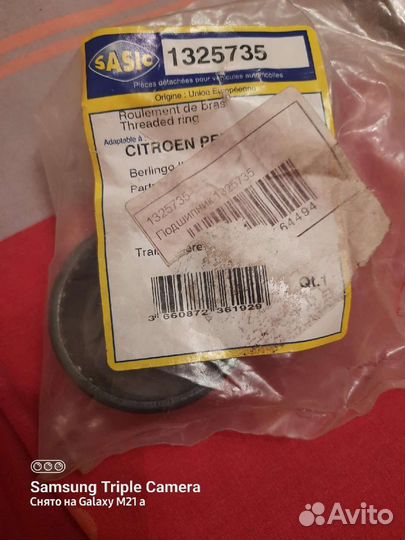 SASIC 1325735
Pièces détachées pour véhicules automobiles
Origine : Union Européenne
Roulement de bras
Threaded ring
Adaptable à
CITROEN
Berlingo
1325735
Подшипник 1325735
64494
Qt.1
3 660872 361929
Samsung Triple Camera
Снято на Galaxy M21 a
Avito